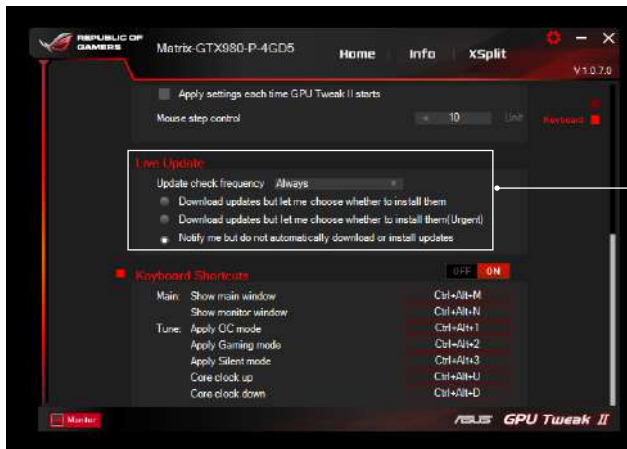 REPUBLIC OF
GAMERS
Matrix-GTX980-P-4GD5
Home
Info
XSplit
V1.0.7.0
Apply settings each time GPU Tweak II starts
Mouse step control
10
Unit
Keyboard
Live Update
Update check frequency Always
Download updates but let me choose whether to install them
Download updates but let me choose whether to install them(Urgent)
Notify me but do not automatically download or install updates
Keyboard Shortcuts
OFF ON
Main: Show main window Ctrl+Alt+M
Show monitor window Ctrl+Alt+N
Tune: Apply OC mode Ctrl+Alt+1
Apply Gaming mode Ctrl+Alt+2
Apply Silent mode Ctrl+Alt+3
Core clock up Ctrl+Alt+U
Core clock down Ctrl+Alt+D
Monitor
ASUS GPU Tweak II